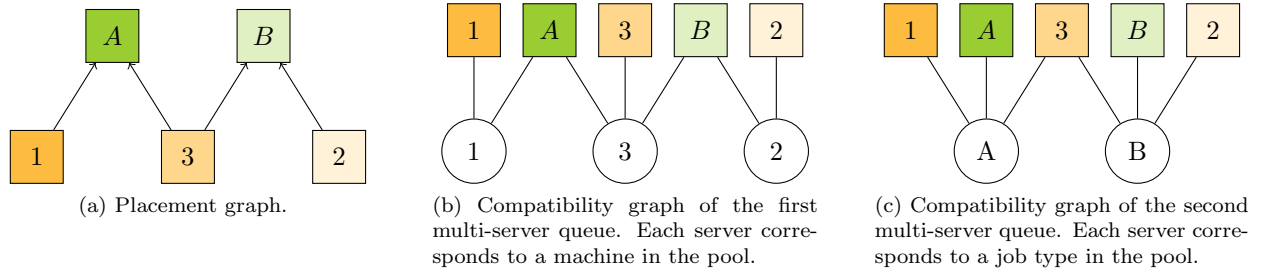 A B
1 3 2
(a) Placement graph.
1 A 3 B 2
1 3 2
(b) Compatibility graph of the first
multi-server queue. Each server corre-
sponds to a machine in the pool.
1 A 3 B 2
A B
(c) Compatibility graph of the second
multi-server queue. Each server corre-
sponds to a job type in the pool.